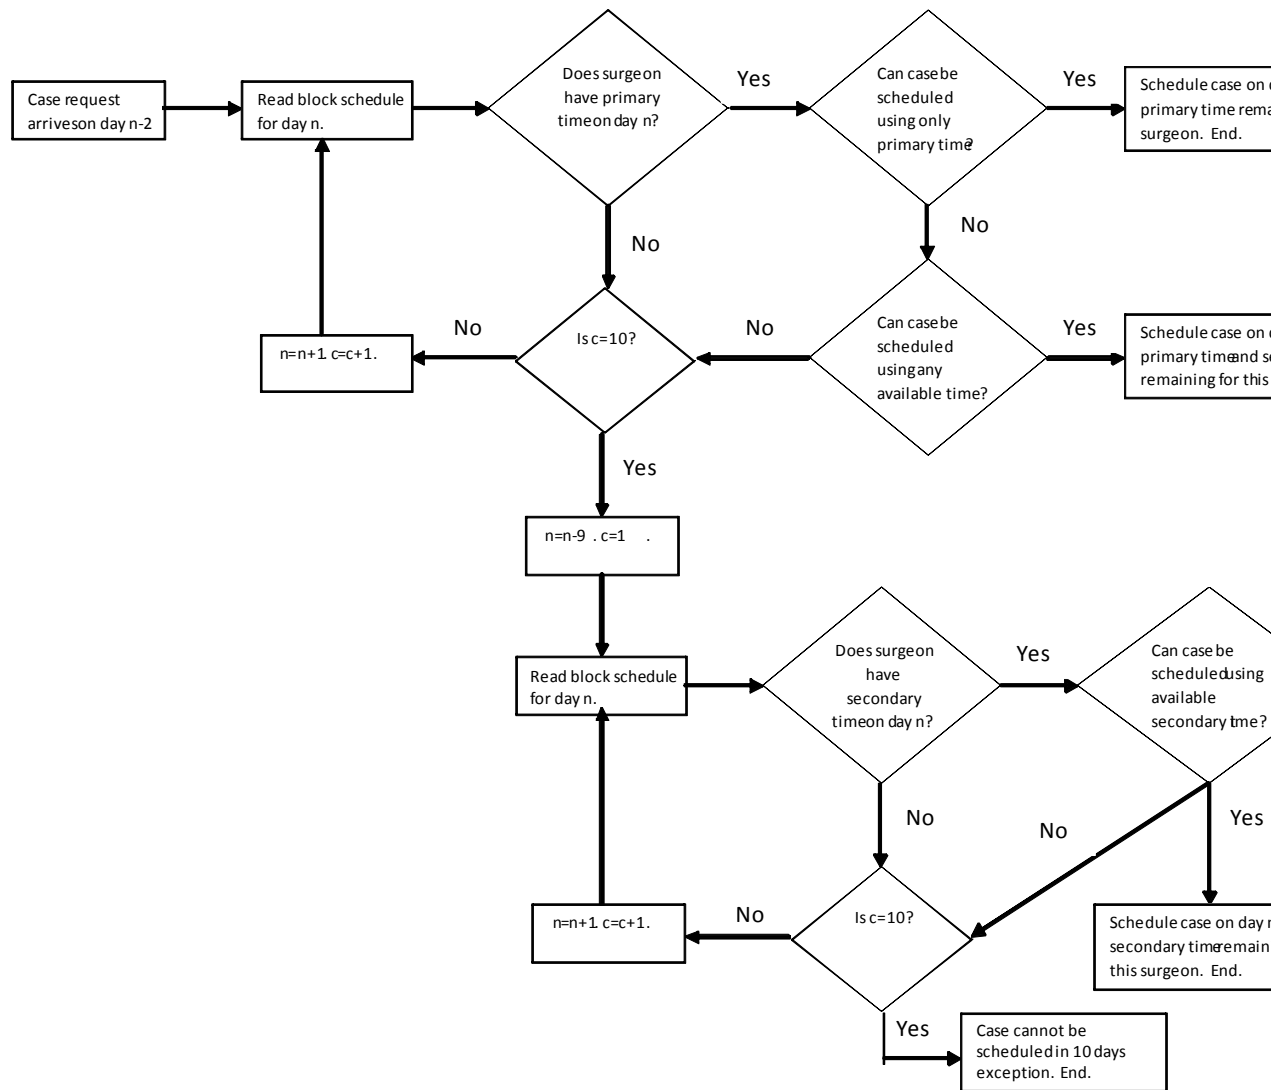 Case request
arrives on day n-2
Read block schedule
for day n.
Does surgeon
have primary
time on day n?
Yes
Can case be
scheduled
using only
primary time?
Yes
Schedule case on
primary time
surgeon. End.
No
No
Is c=10?
No
n=n+1. c=c+1.
No
Can case be
scheduled
using any
available time?
Yes
Schedule case on
primary time and
remaining for this
Yes
n=n-9 . c=1 .
Read block schedule
for day n.
Does surgeon
have
secondary
time on day n?
Yes
Can case be
scheduled using
available
secondary time?
No
No
Yes
n=n+1. c=c+1.
No
Is c=10?
Schedule case on day
secondary time
this surgeon. End.
Yes
Case cannot be
scheduled in 10 days
exception. End.